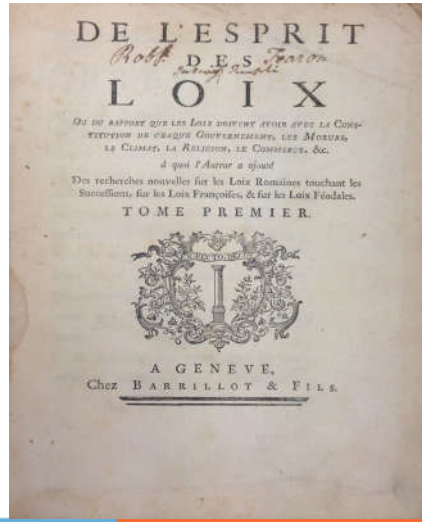 DE L'ESPRIT
DES
LOIX
OU DU RAPPORT QUE LES LOIX DOIVENT AVOIR AVEC LA CONS-
TITUTION DE CHAQUE GOUVERNEMENT, LES MOEURS,
LE CLIMAT, LA RELIGION, LE COMMERCE, &c.
à quoi l'Auteur a ajouté
Des recherches nouvelles sur les Loix Romaines touchant les
Successions, sur les Loix Françoises, & sur les Loix Féodales.
TOME PREMIER.
A GENEVE,
Chez BARRILLOT & FILS.